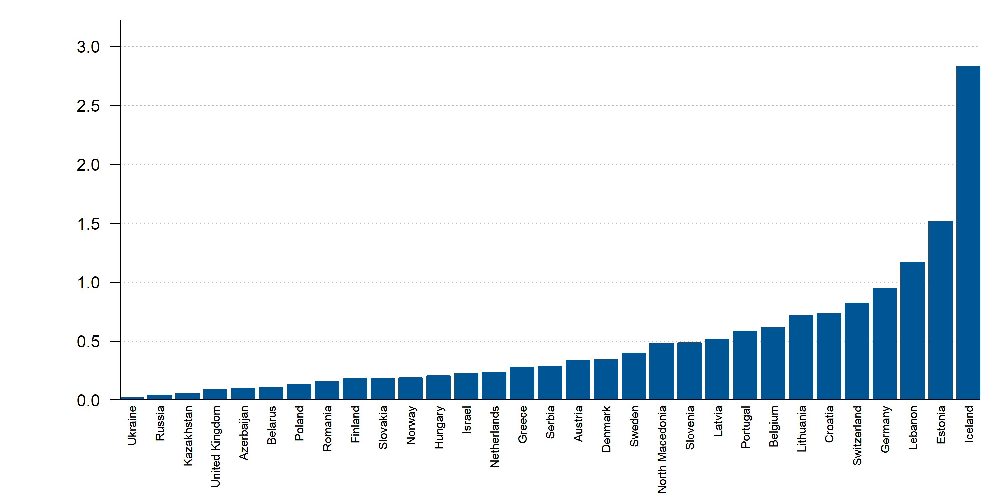 3.0
2.5
2.0
1.5
1.0
0.5
0.0
Ukraine
Russia
Kazakhstan
United Kingdom
Azerbaijan
Belarus
Poland
Romania
Finland
Slovakia
Norway
Hungary
Israel
Netherlands
Greece
Serbia
Austria
Denmark
Sweden
North Macedonia
Slovenia
Latvia
Portugal
Belgium
Lithuania
Croatia
Switzerland
Germany
Lebanon
Estonia
Iceland